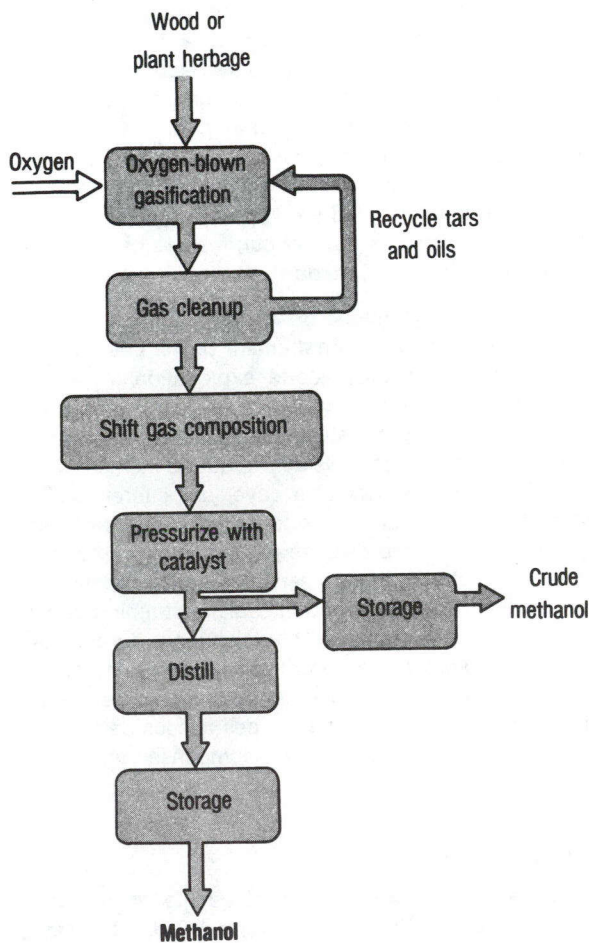 Wood or
plant herbage
Oxygen
Oxygen-blown
gasification
Recycle tars
and oils
Gas cleanup
Shift gas composition
Pressurize with
catalyst
Storage
Crude
methanol
Distill
Storage
Methanol